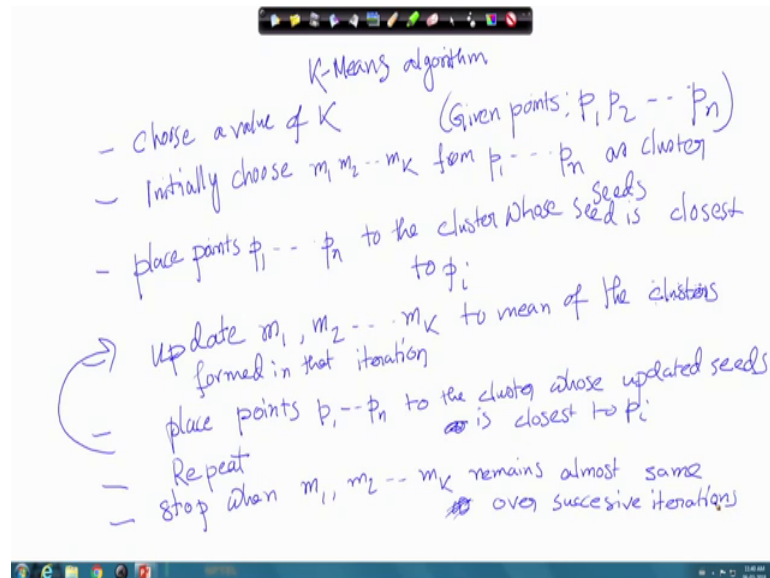 K-Means algorithm
- choose a value of K (Given points: p1 p2 -- pn)
- Initially choose m1 m2 -- mK from p1 --- pn as cluster
seeds
- place points p1 --- pn to the cluster whose seed is closest
to pi
update m1, m2 --- mK to mean of the clusters
formed in that iteration
- place points p1 -- pn to the cluster whose updated seeds
is closest to pi
- Repeat
- stop when m1, m2 -- mK remains almost same
over succesive iterations
NPTEL